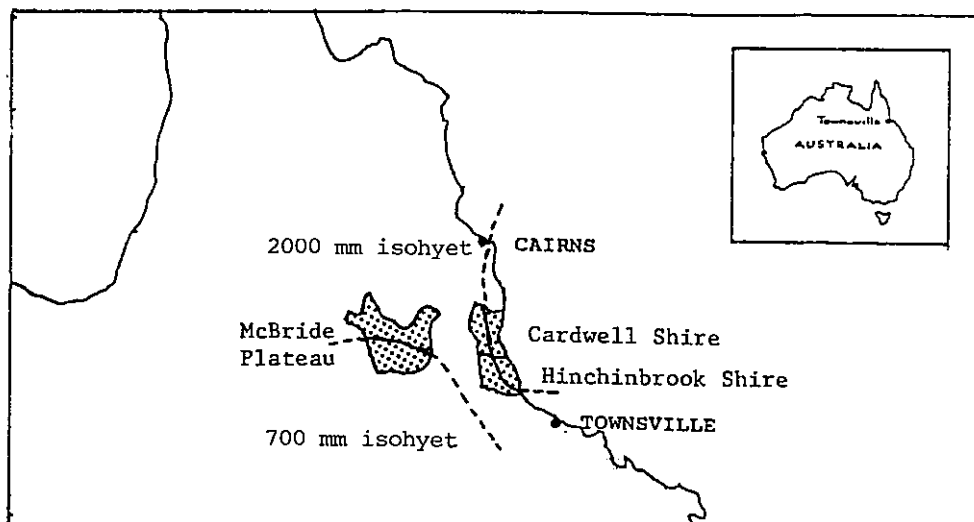 Townsville
AUSTRALIA
2000 mm isohyet
CAIRNS
McBride
Plateau
Cardwell Shire
Hinchinbrook Shire
TOWNSVILLE
700 mm isohyet